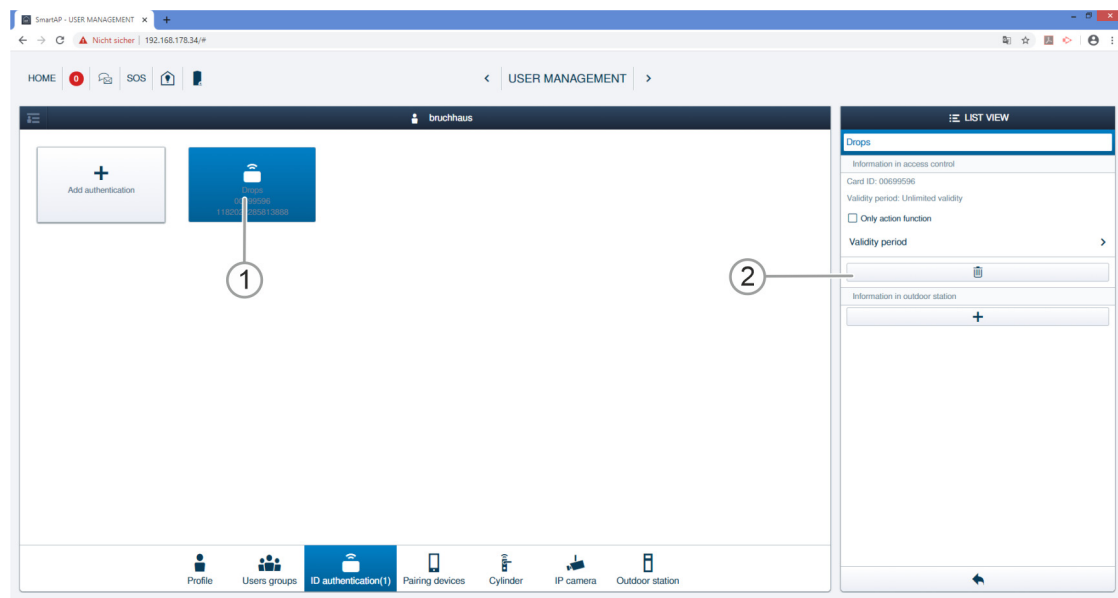 SmartAP - USER MANAGEMENT
Nicht sicher | 192.168.178.34/#
HOME 0 SOS USER MANAGEMENT
bruchhaus
LIST VIEW
Add authentication
Drops
1
Drops
Information in access control
Card ID: 00699596
Validity period: Unlimited validity
Only action function
Validity period
2
Information in outdoor station
Profile
Users groups
ID authentication(1)
Pairing devices
Cylinder
IP camera
Outdoor station